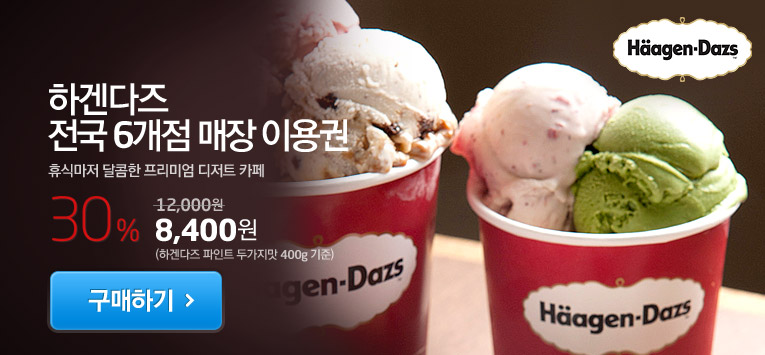 Häagen-Dazs
하겐다즈
전국 6개점 매장 이용권
휴식마저 달콤한 프리미엄 디저트 카페
30% 12,000원
8,400원
(하겐다즈 파인트 두가지맛 400g 기준)
구매하기 >
agen-Dazs
Häagen-Dazs